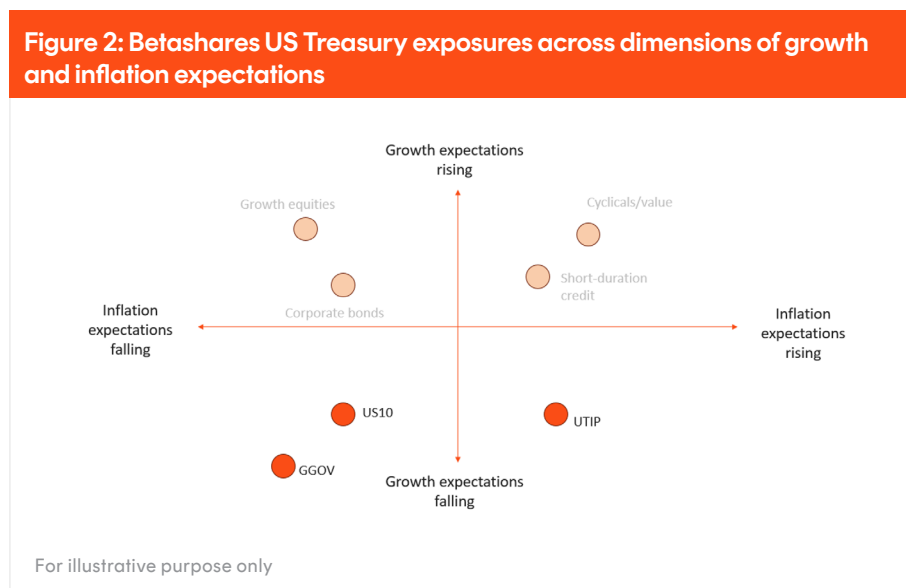 Figure 2: Betashares US Treasury exposures across dimensions of growth
and inflation expectations
Growth expectations
rising
Growth equities
Cyclicals/value
Short-duration
credit
Corporate bonds
Inflation
expectations
falling
Inflation
expectations
rising
US10
UTIP
GGOV
Growth expectations
falling
For illustrative purpose only